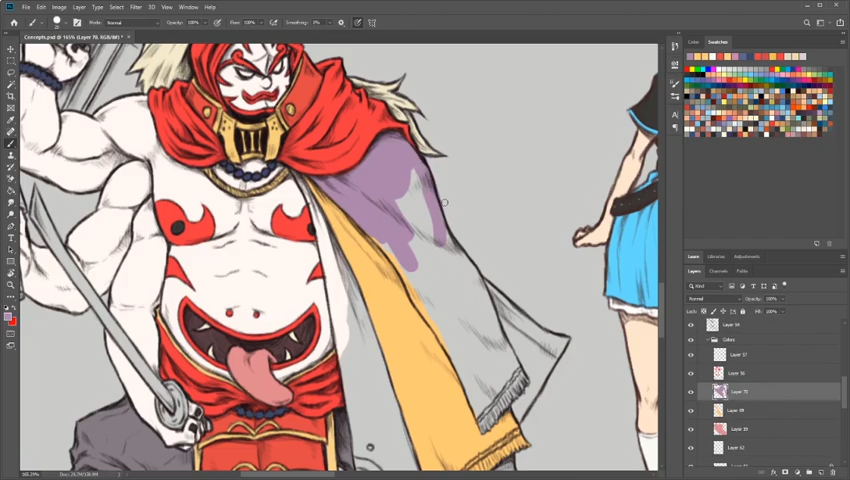 File Edit Image Layer Type Select Filter 3D View Window Help
Mode: Normal Opacity: 100% Flow: 100% Smoothing: 0%
Concepts.psd @ 165% (Layer 70, RGB/8#) *
Color Swatches
Learn Libraries Adjustments
Layers Channels Paths
Kind
Normal Opacity: 100%
Lock: Fill: 100%
Layer 54
Colors
Layer 57
Layer 56
Layer 70
Layer 69
Layer 59
Layer 62